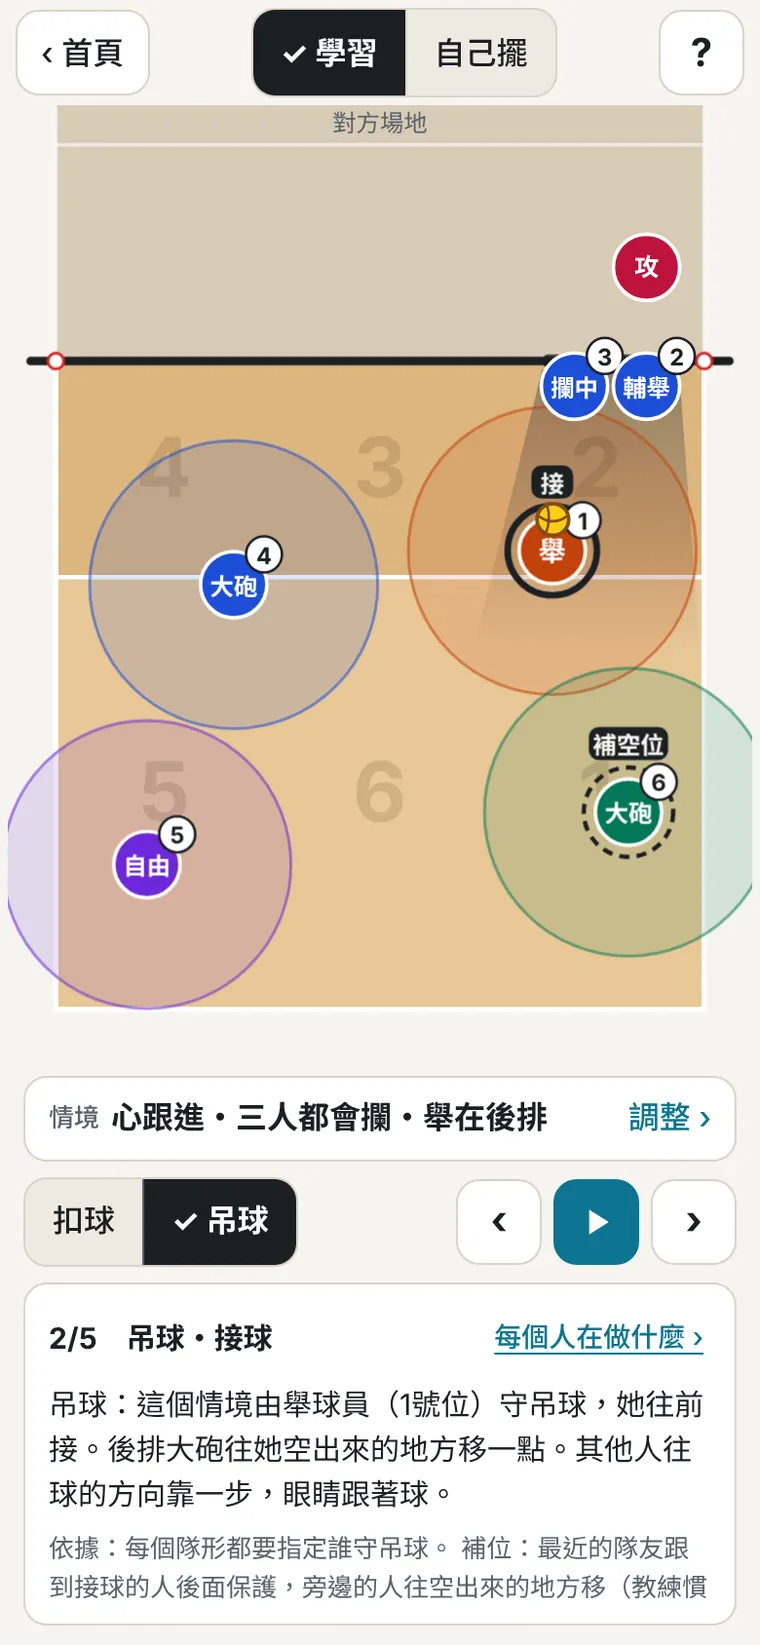 ‹ 首頁
✓ 學習
自己擺
?
對方場地
攻
3
2
攔中
輔舉
4
3
2
接
1
舉
4
大砲
補空位
5
6
6
大砲
5
自由
情境 心跟進・三人都會攔・舉在後排
調整 ›
扣球
✓ 吊球
‹
›
2/5 吊球・接球
每個人在做什麼 ›
吊球：這個情境由舉球員（1號位）守吊球，她往前
接。後排大砲往她空出來的地方移一點。其他人往
球的方向靠一步，眼睛跟著球。
依據：每個隊形都要指定誰守吊球。 補位：最近的隊友跟
到接球的人後面保護，旁邊的人往空出來的地方移（教練慣